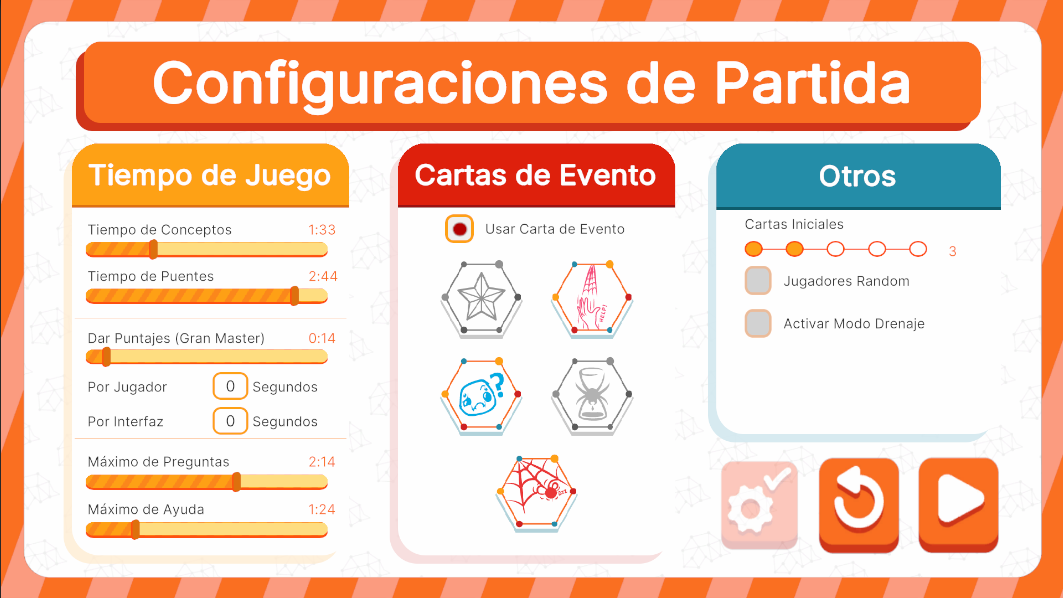 Configuraciones de Partida
Tiempo de Juego
Tiempo de Conceptos 1:33
Tiempo de Puentes 2:44
Dar Puntajes (Gran Master) 0:14
Por Jugador 0 Segundos
Por Interfaz 0 Segundos
Máximo de Preguntas 2:14
Máximo de Ayuda 1:24
Cartas de Evento
Usar Carta de Evento
HELP!
?
Otros
Cartas Iniciales
3
Jugadores Random
Activar Modo Drenaje